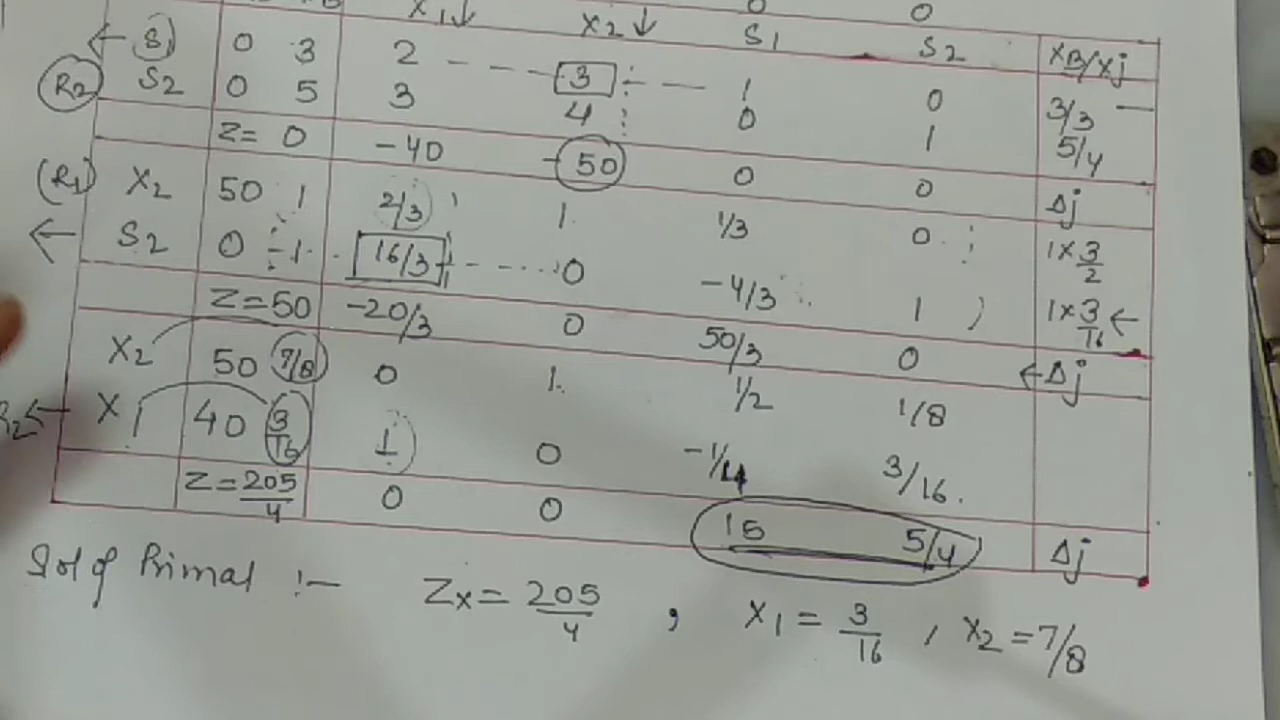 X1↓ X2↓ S1 S2 XB/Xj
← S1 0 3 2 3 1 0 3/3
R2 S2 0 5 3 4 0 1 5/4
Z= 0 -40 -50 0 0 Δj
(R1) X2 50 1 2/3 1 1/3 0 1×3/2
← S2 0 1 16/3 0 -4/3 1 1×3/16 ←
Z=50 -20/3 0 50/3 0 ←Δj
X2 50 7/8 0 1 1/2 1/8
X1 40 3/16 1 0 -1/4 3/16
Z=205/4 0 0 15 5/4 Δj
Sol of Primal :- Zx = 205/4 , X1 = 3/16 , X2 = 7/8